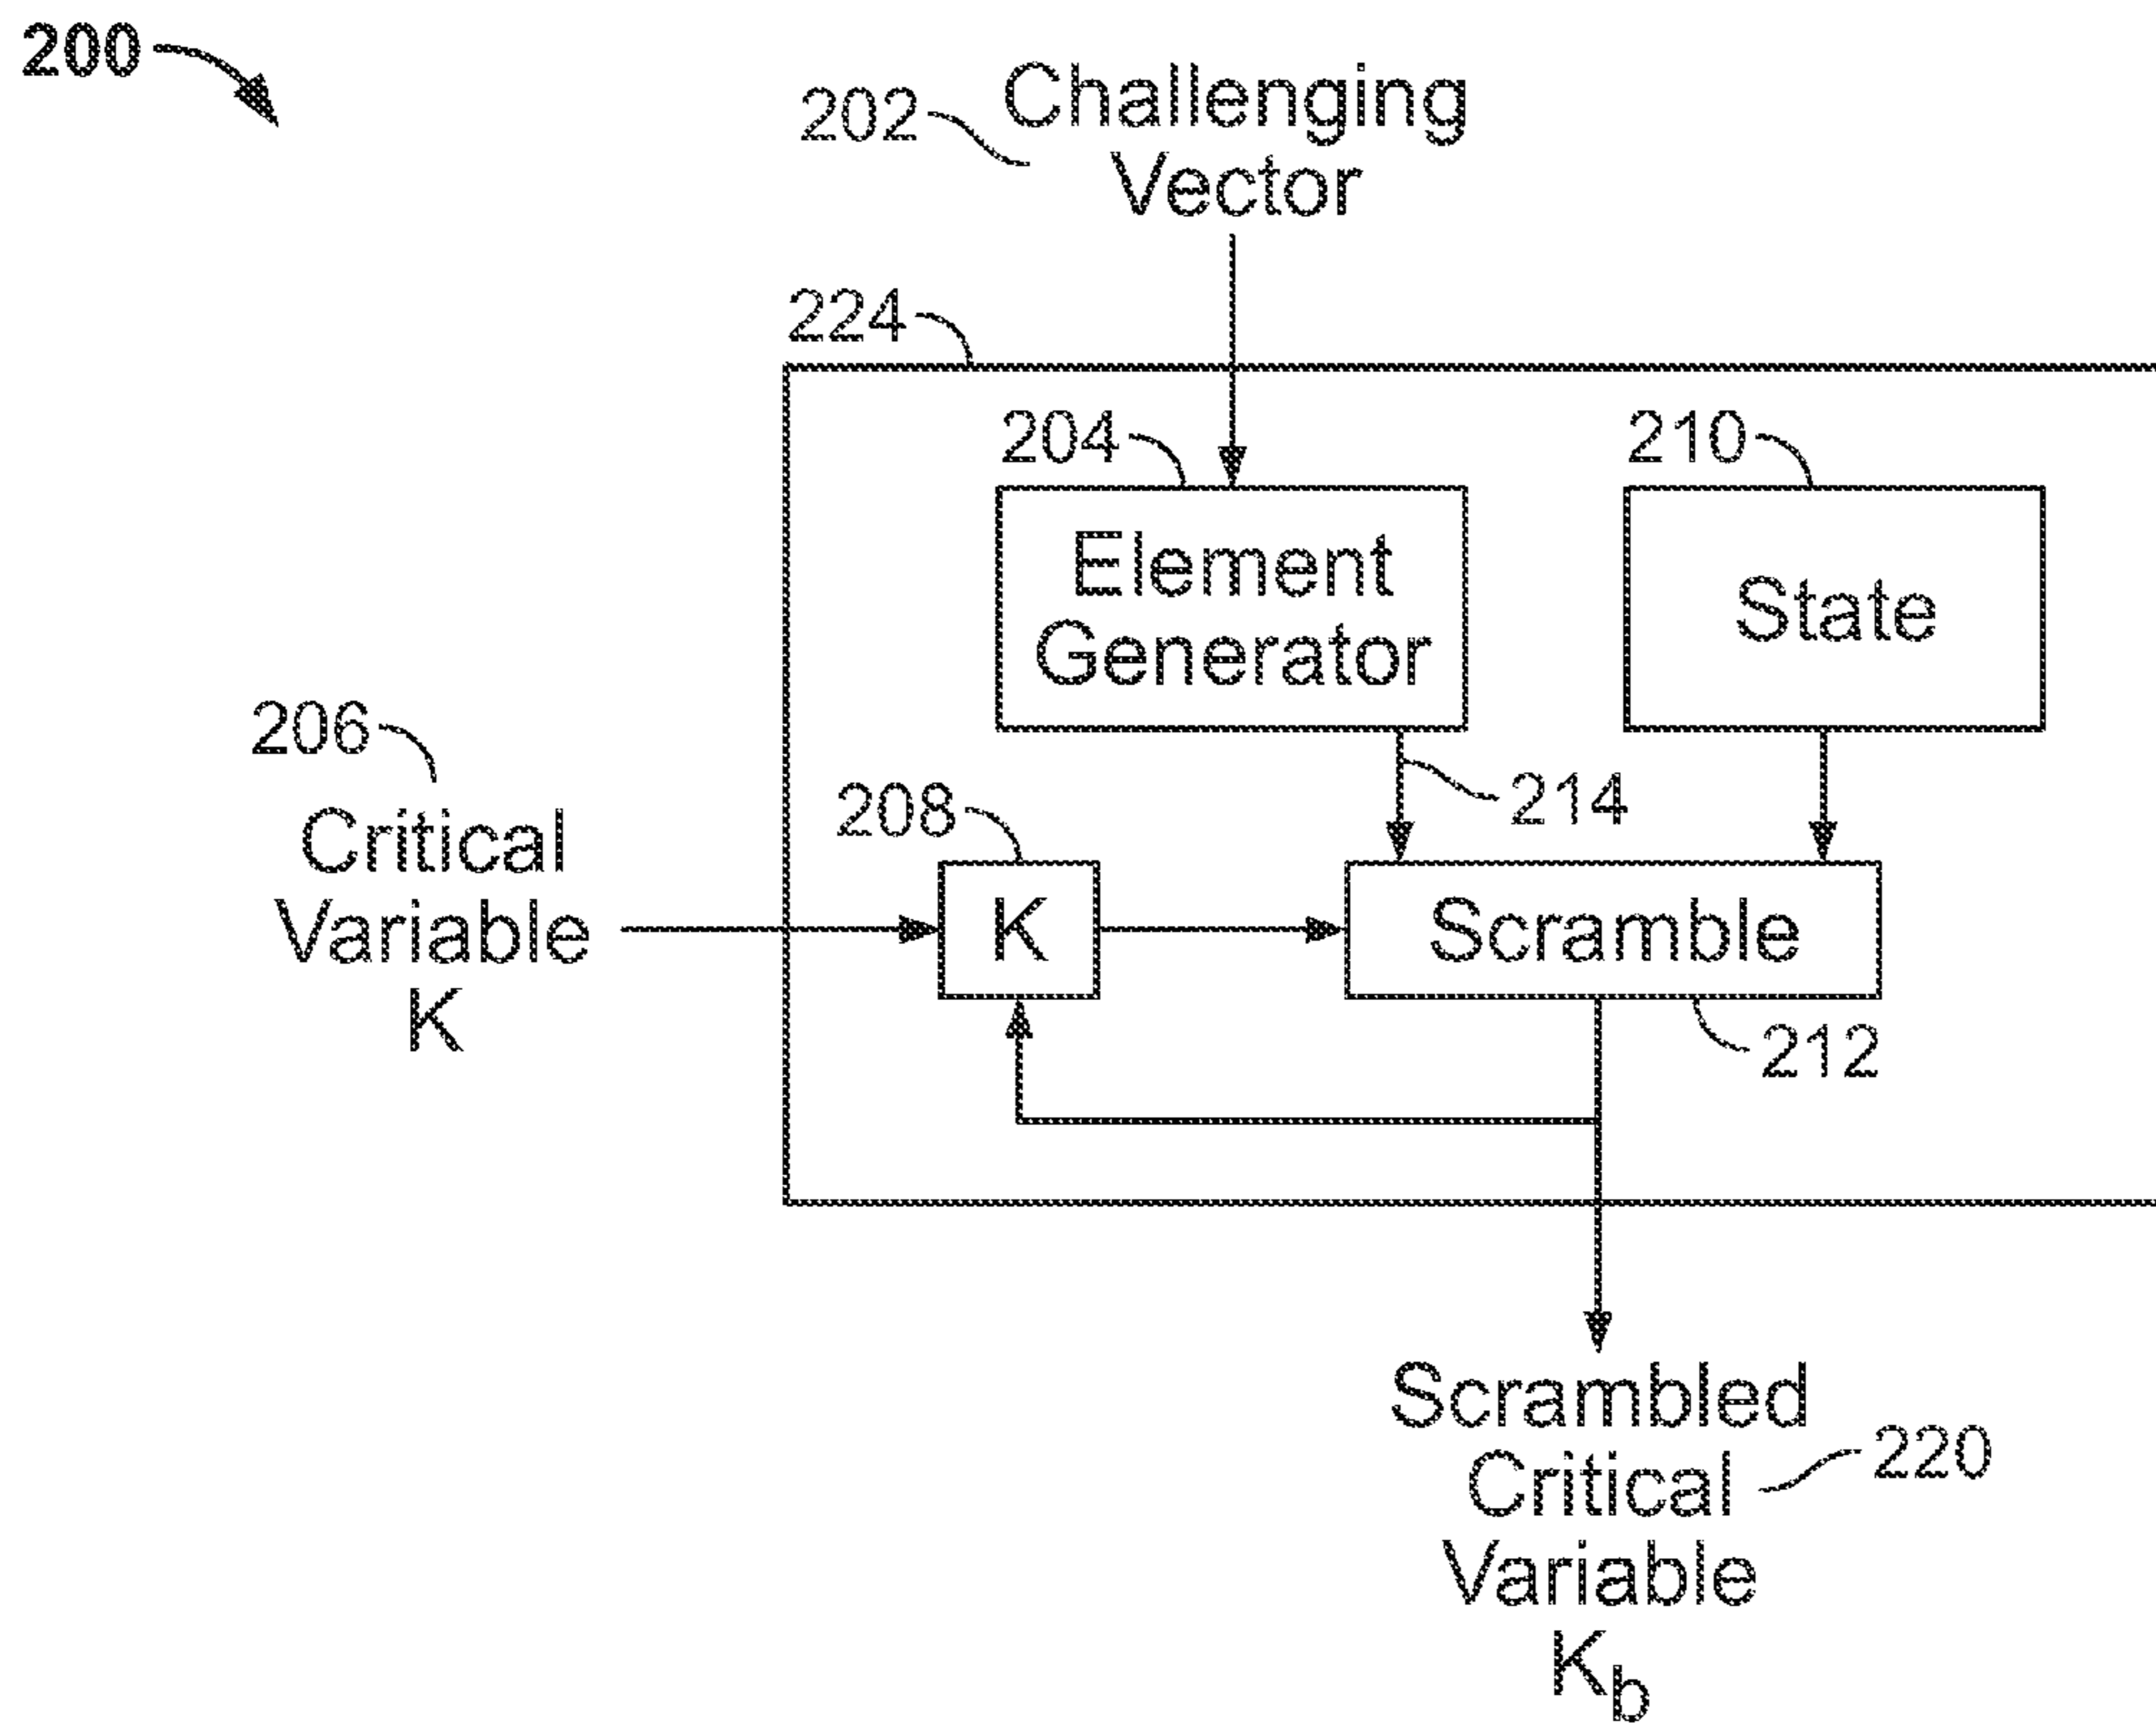 200
202
Challenging
Vector
224
204
210
Element
Generator
State
206
214
208
Critical
Variable
K
K
Scramble
212
Scrambled
Critical
Variable
K_b
220